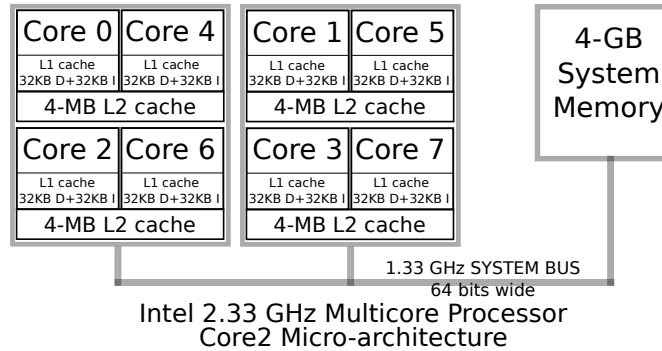 Core 0 Core 4
L1 cache
32KB D+32KB I
L1 cache
32KB D+32KB I
4-MB L2 cache
Core 2 Core 6
L1 cache
32KB D+32KB I
L1 cache
32KB D+32KB I
4-MB L2 cache
Core 1 Core 5
L1 cache
32KB D+32KB I
L1 cache
32KB D+32KB I
4-MB L2 cache
Core 3 Core 7
L1 cache
32KB D+32KB I
L1 cache
32KB D+32KB I
4-MB L2 cache
4-GB
System
Memory
1.33 GHz SYSTEM BUS
64 bits wide
Intel 2.33 GHz Multicore Processor
Core2 Micro-architecture